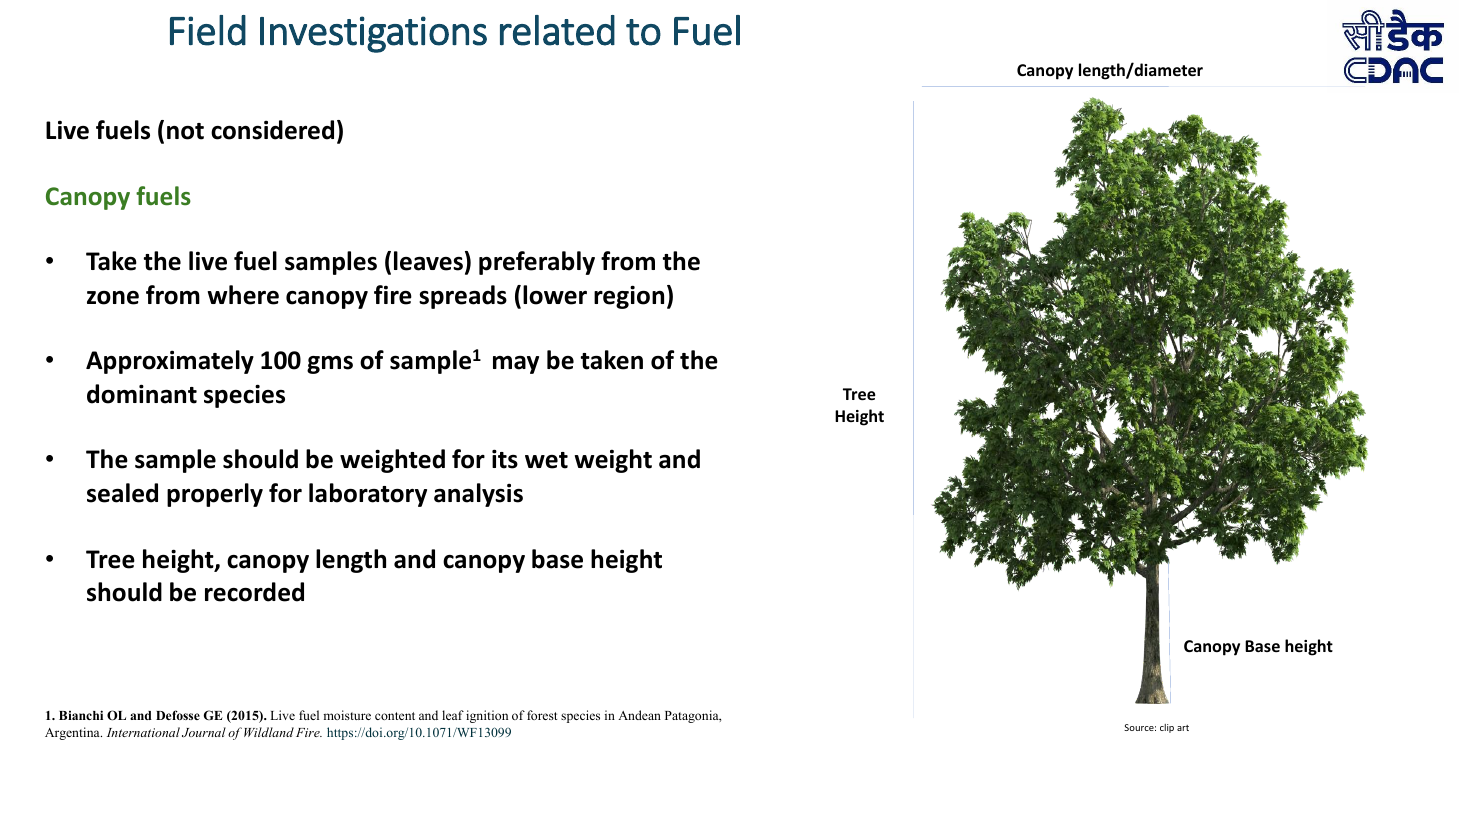 Field Investigations related to Fuel
सी डैक
CDAC
Canopy length/diameter
Live fuels (not considered)
Canopy fuels
• Take the live fuel samples (leaves) preferably from the
zone from where canopy fire spreads (lower region)
• Approximately 100 gms of sample¹ may be taken of the
dominant species
• The sample should be weighted for its wet weight and
sealed properly for laboratory analysis
• Tree height, canopy length and canopy base height
should be recorded
Tree
Height
Canopy Base height
Source: clip art
1. Bianchi OL and Defosse GE (2015). Live fuel moisture content and leaf ignition of forest species in Andean Patagonia,
Argentina. International Journal of Wildland Fire. https://doi.org/10.1071/WF13099